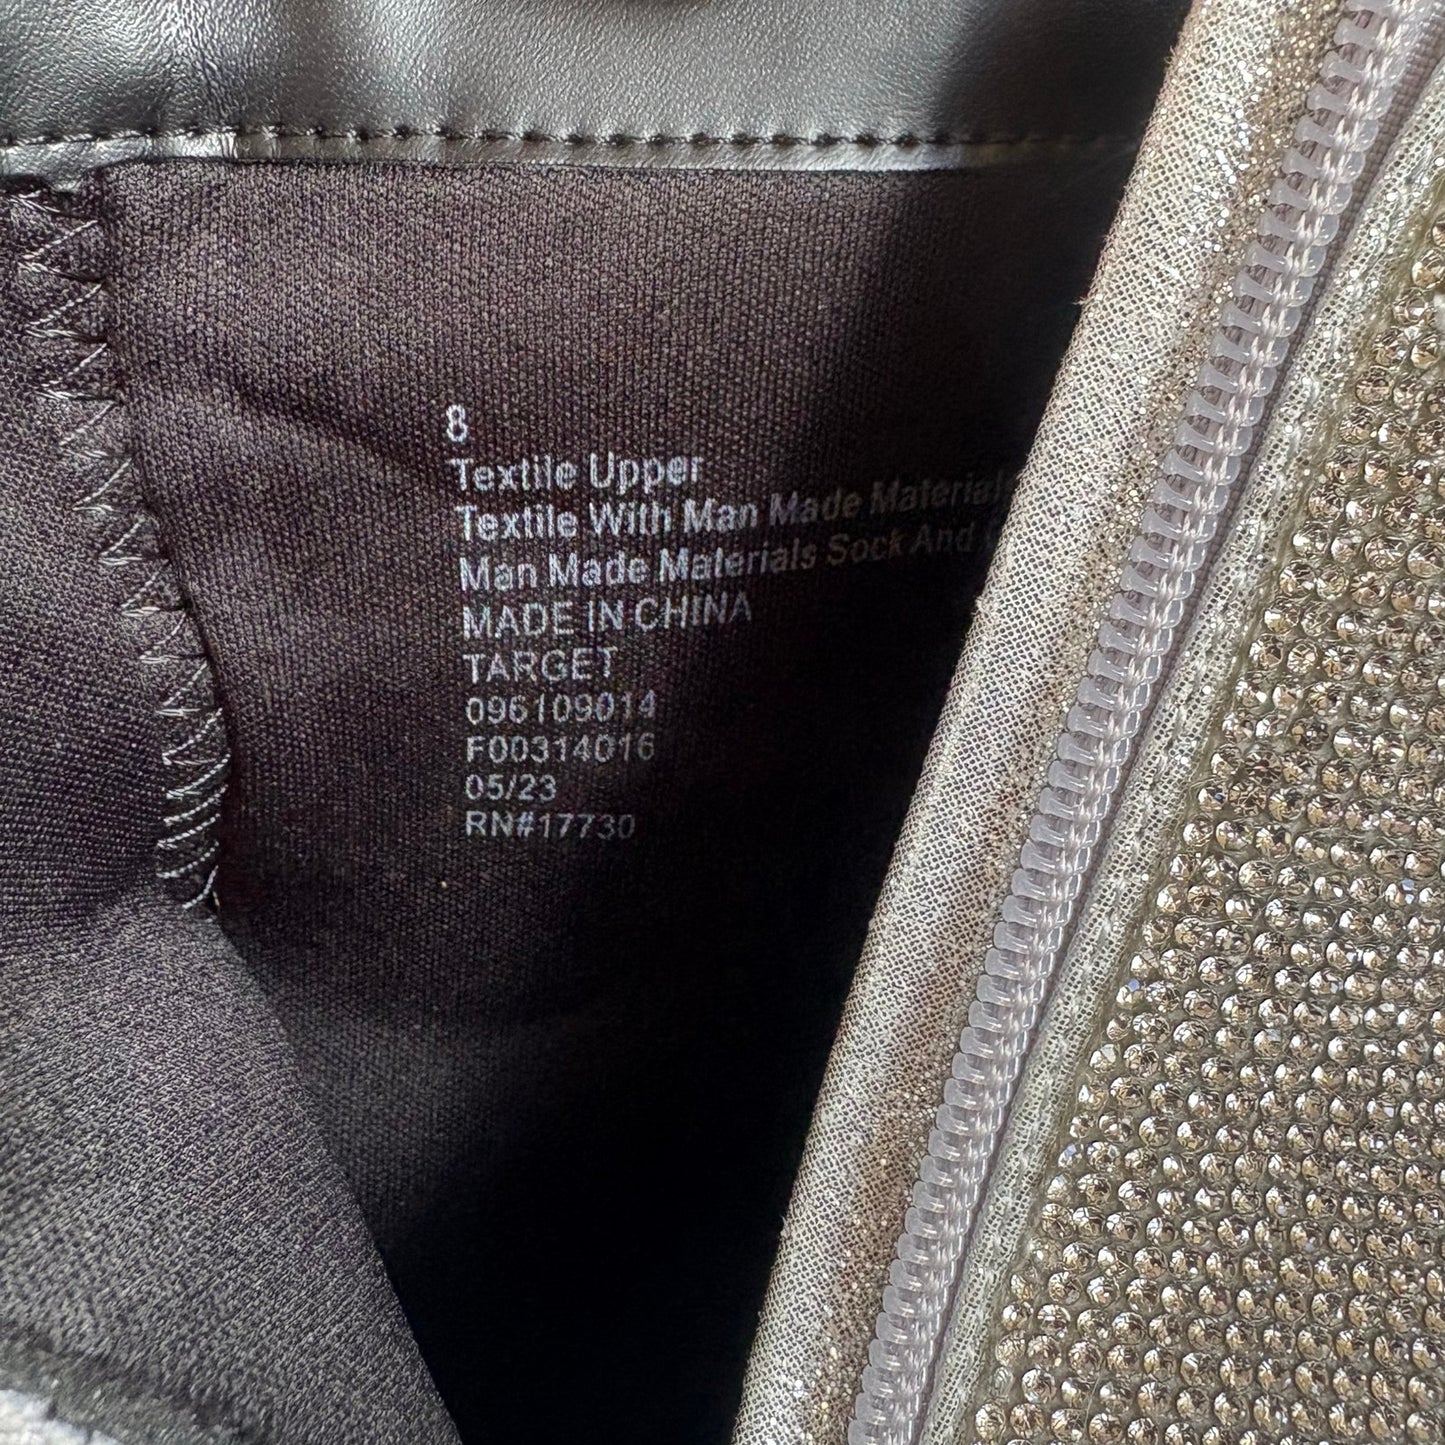 8
Textile Upper
Textile With Man Made Material
Man Made Materials Sock And
MADE IN CHINA
TARGET
096109014
F00314016
05/23
RN#17730